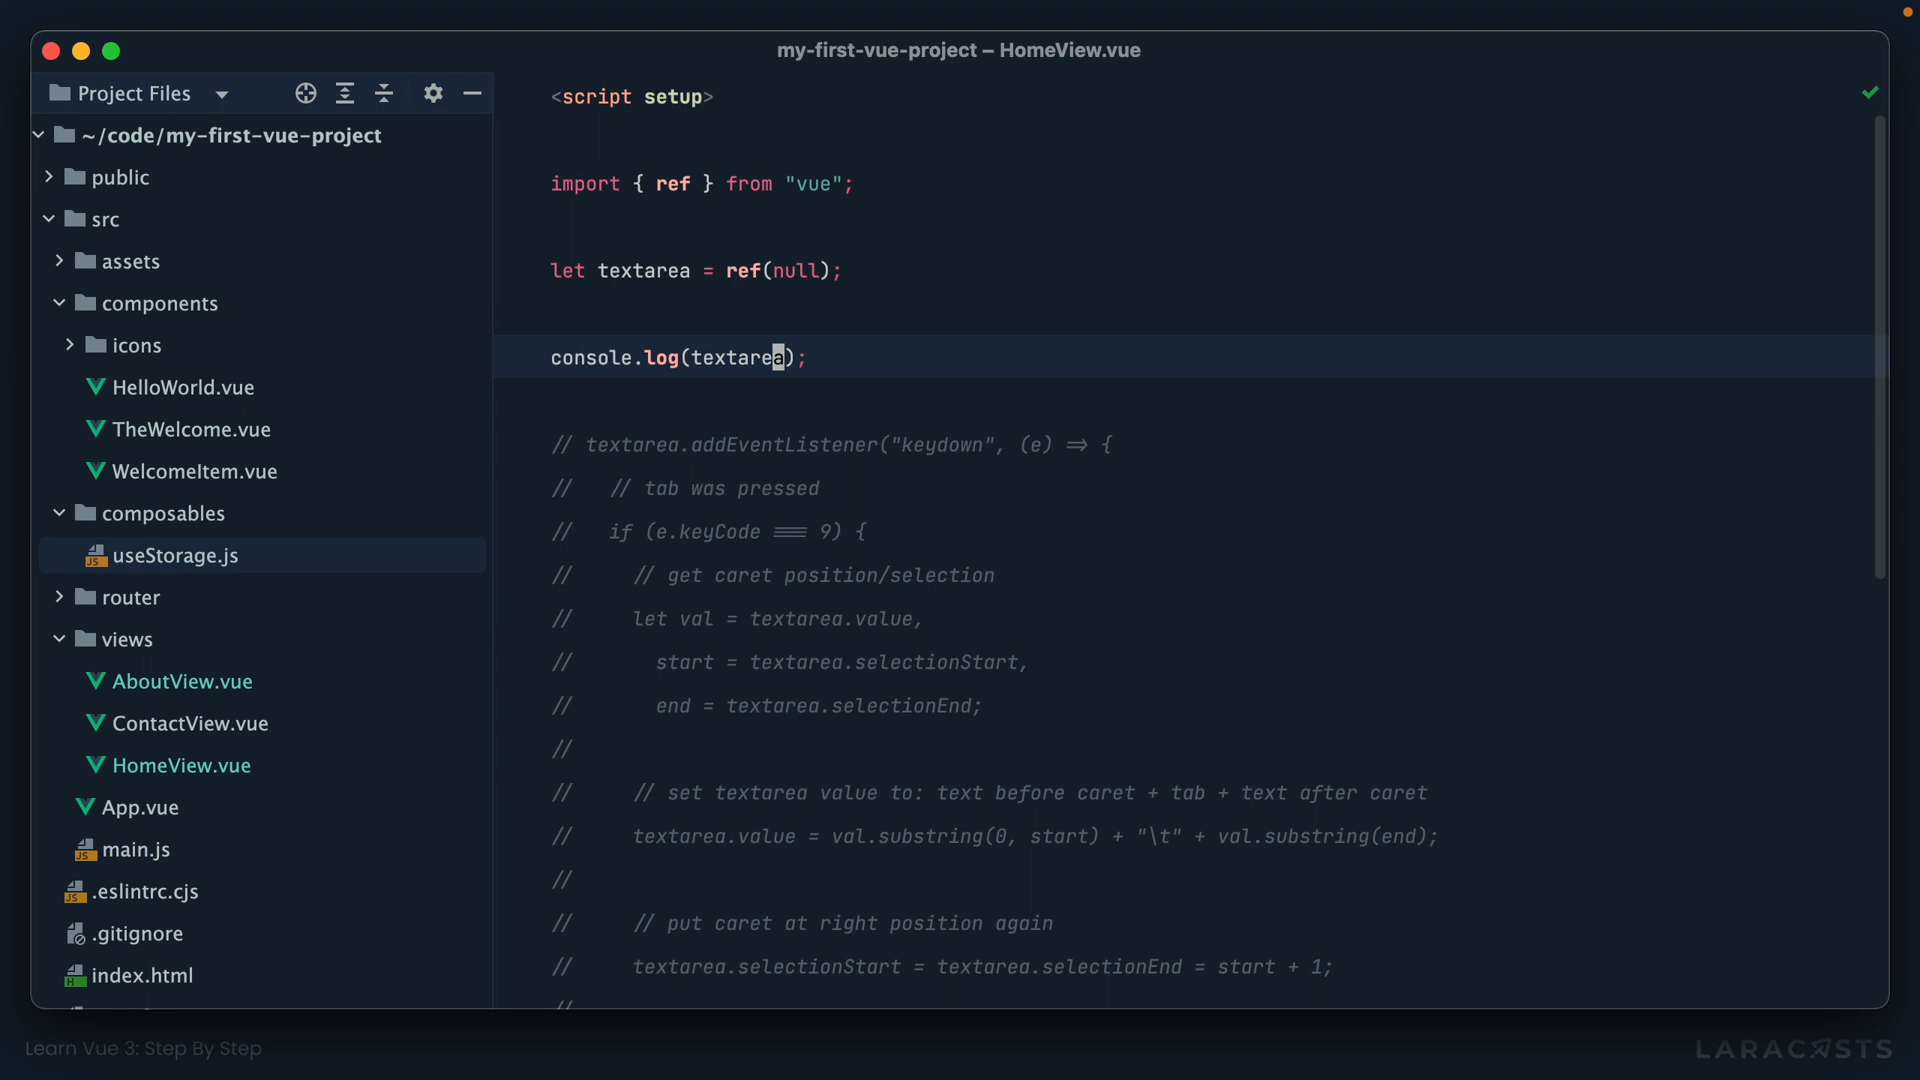 my-first-vue-project – HomeView.vue
Project Files
~/code/my-first-vue-project
public
src
assets
components
icons
HelloWorld.vue
TheWelcome.vue
WelcomeItem.vue
composables
useStorage.js
router
views
AboutView.vue
ContactView.vue
HomeView.vue
App.vue
main.js
.eslintrc.cjs
.gitignore
index.html
<script setup>
import { ref } from "vue";
let textarea = ref(null);
console.log(textarea);
// textarea.addEventListener("keydown", (e) => {
//   // tab was pressed
//   if (e.keyCode === 9) {
//     // get caret position/selection
//     let val = textarea.value,
//       start = textarea.selectionStart,
//       end = textarea.selectionEnd;
//
//     // set textarea value to: text before caret + tab + text after caret
//     textarea.value = val.substring(0, start) + "\t" + val.substring(end);
//
//     // put caret at right position again
//     textarea.selectionStart = textarea.selectionEnd = start + 1;
//
Learn Vue 3: Step By Step
LARACASTS